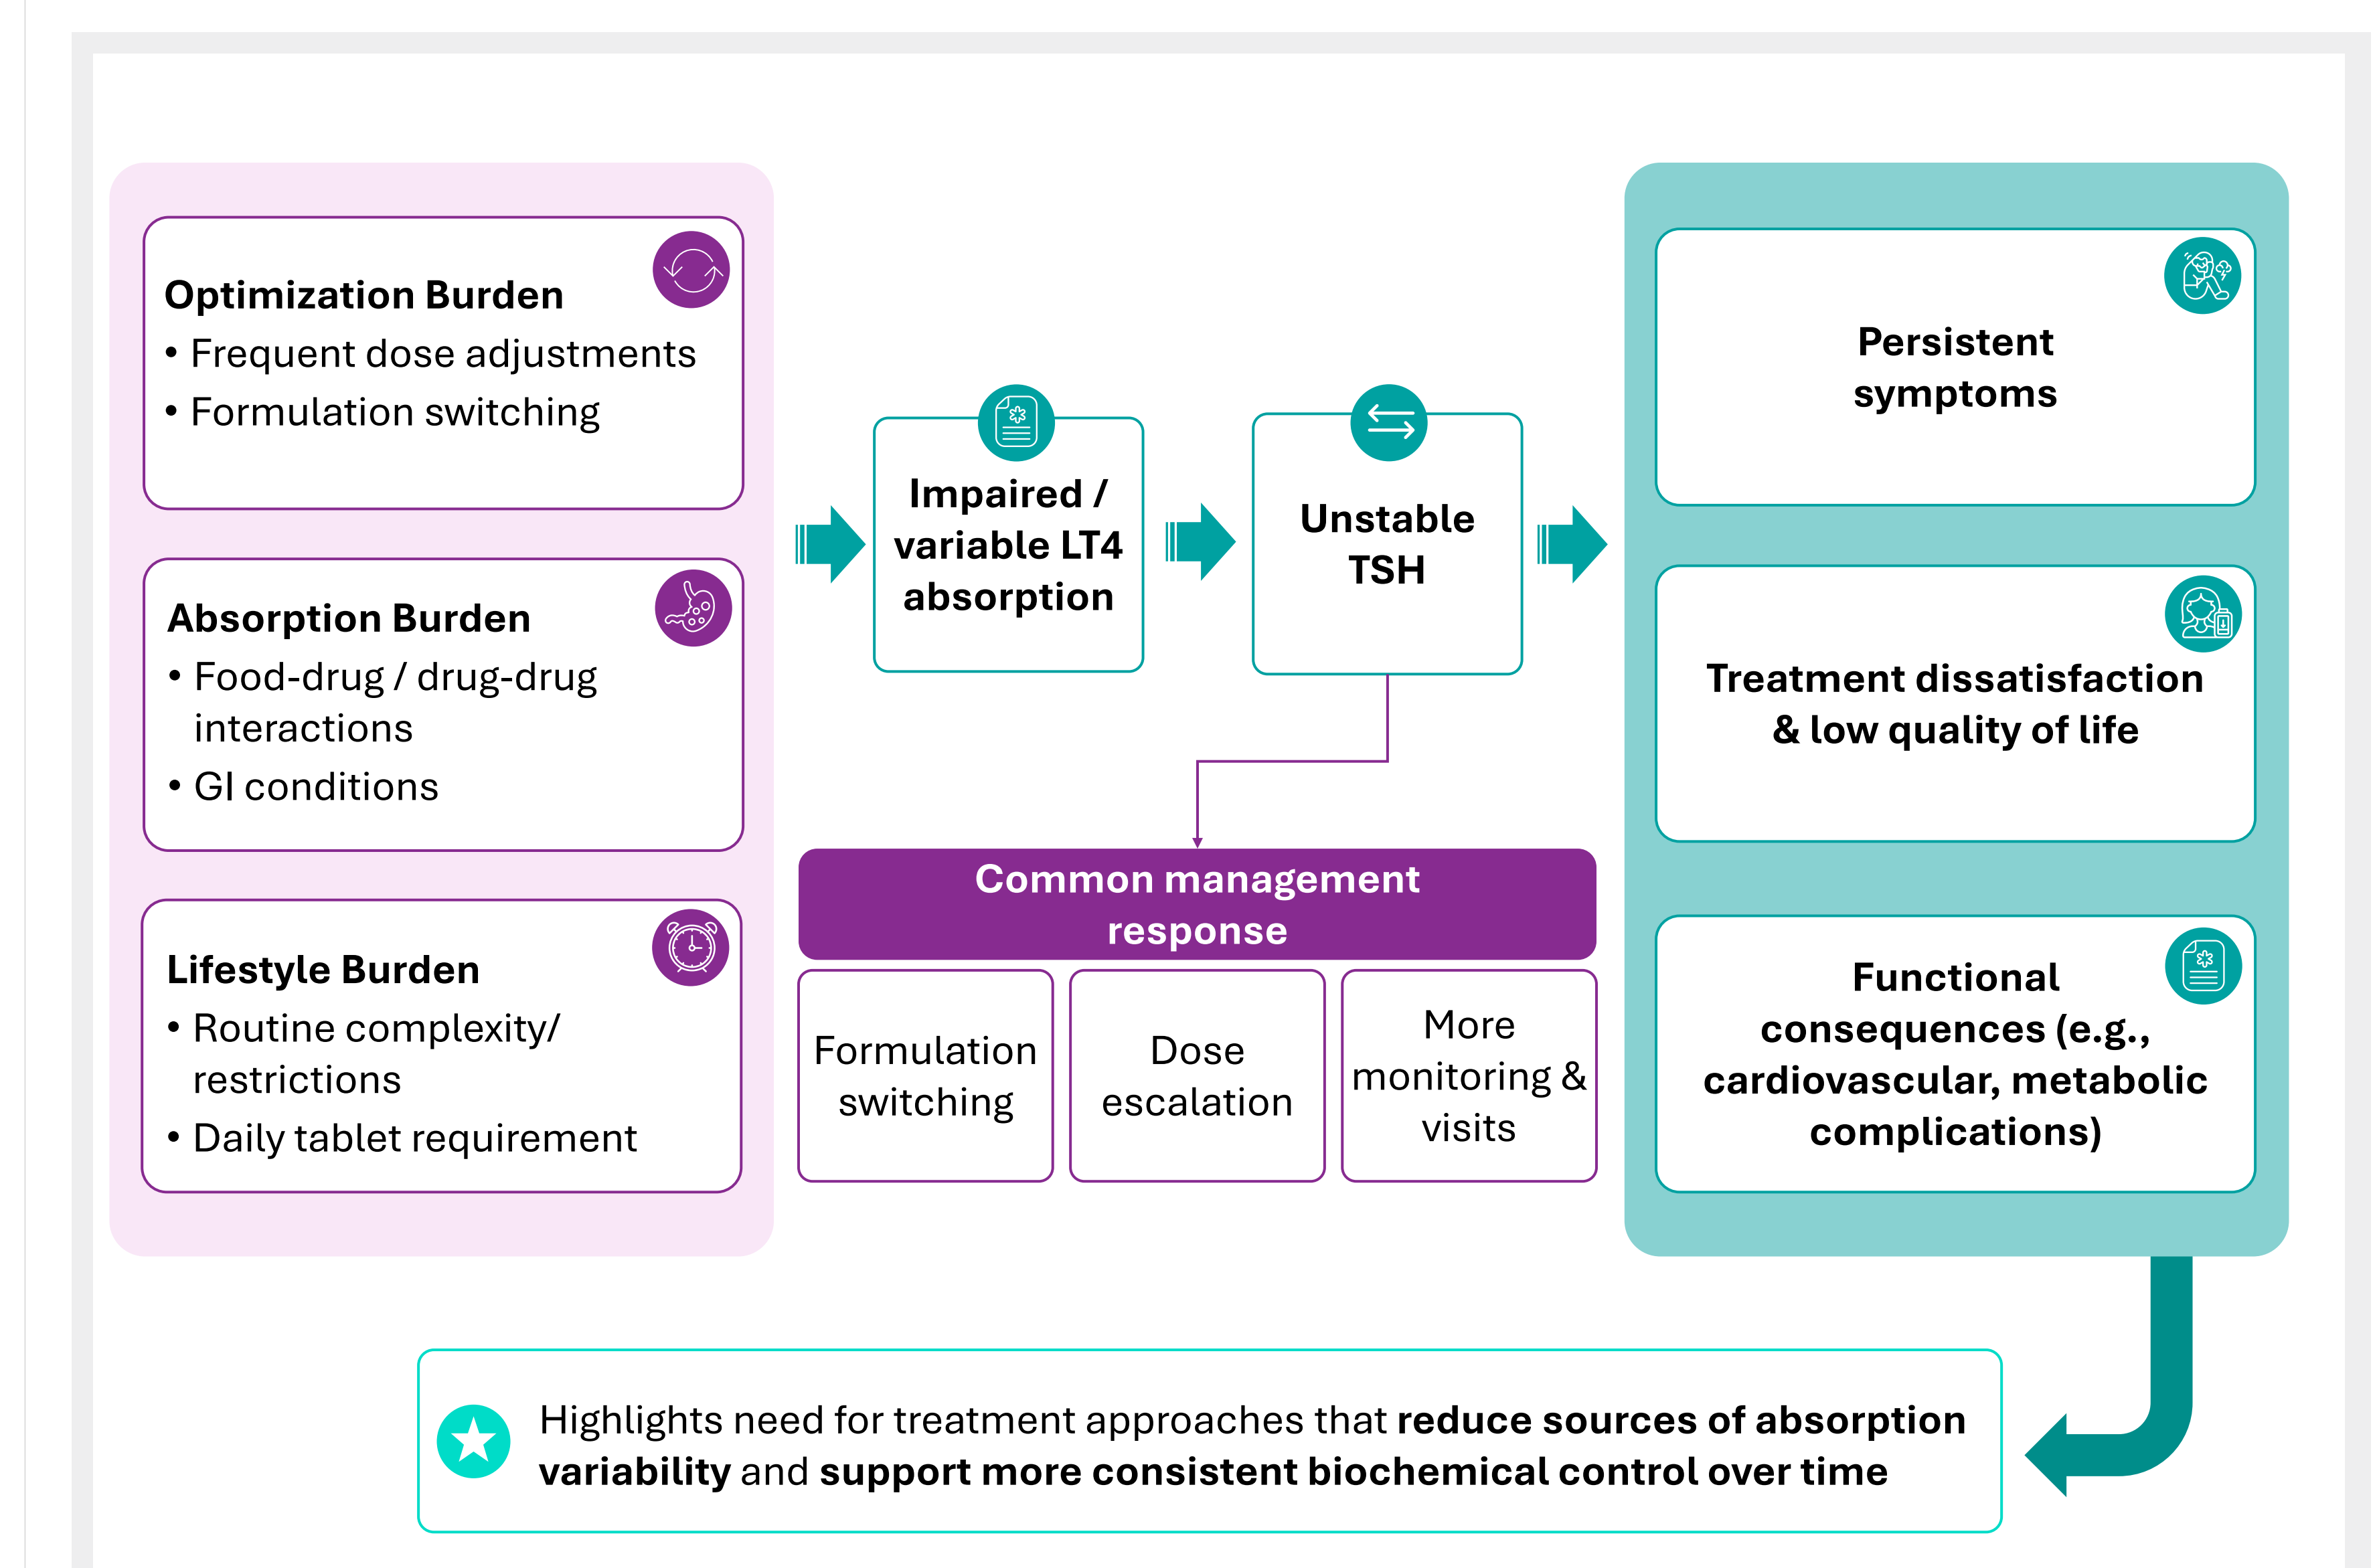 Optimization Burden
• Frequent dose adjustments
• Formulation switching
Absorption Burden
• Food-drug / drug-drug
interactions
• GI conditions
Lifestyle Burden
• Routine complexity/
restrictions
• Daily tablet requirement
Impaired /
variable LT4
absorption
Unstable
TSH
Common management
response
Formulation
switching
Dose
escalation
More
monitoring &
visits
Persistent
symptoms
Treatment dissatisfaction
& low quality of life
Functional
consequences (e.g.,
cardiovascular, metabolic
complications)
Highlights need for treatment approaches that reduce sources of absorption
variability and support more consistent biochemical control over time